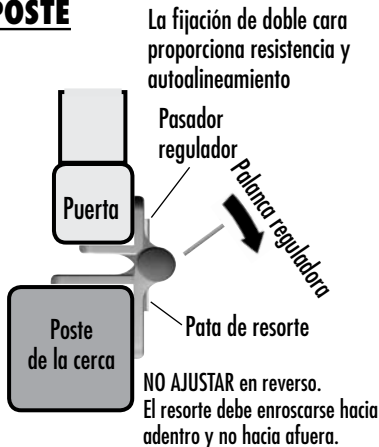 POSTE
La fijación de doble cara
proporciona resistencia y
autoalineamiento
Pasador
regulador
Palanca reguladora
Puerta
Pata de resorte
Poste
de la cerca
NO AJUSTAR en reverso.
El resorte debe enroscarse hacia
adentro y no hacia afuera.